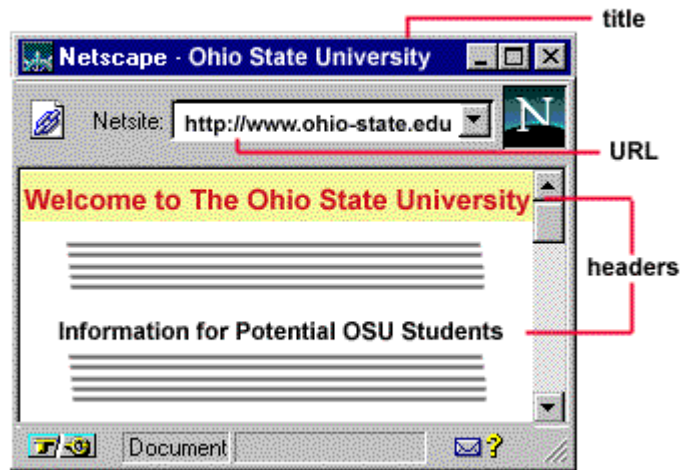 title
Netscape - Ohio State University
Netsite: http://www.ohio-state.edu
N
URL
Welcome to The Ohio State University
headers
Information for Potential OSU Students
Document
?